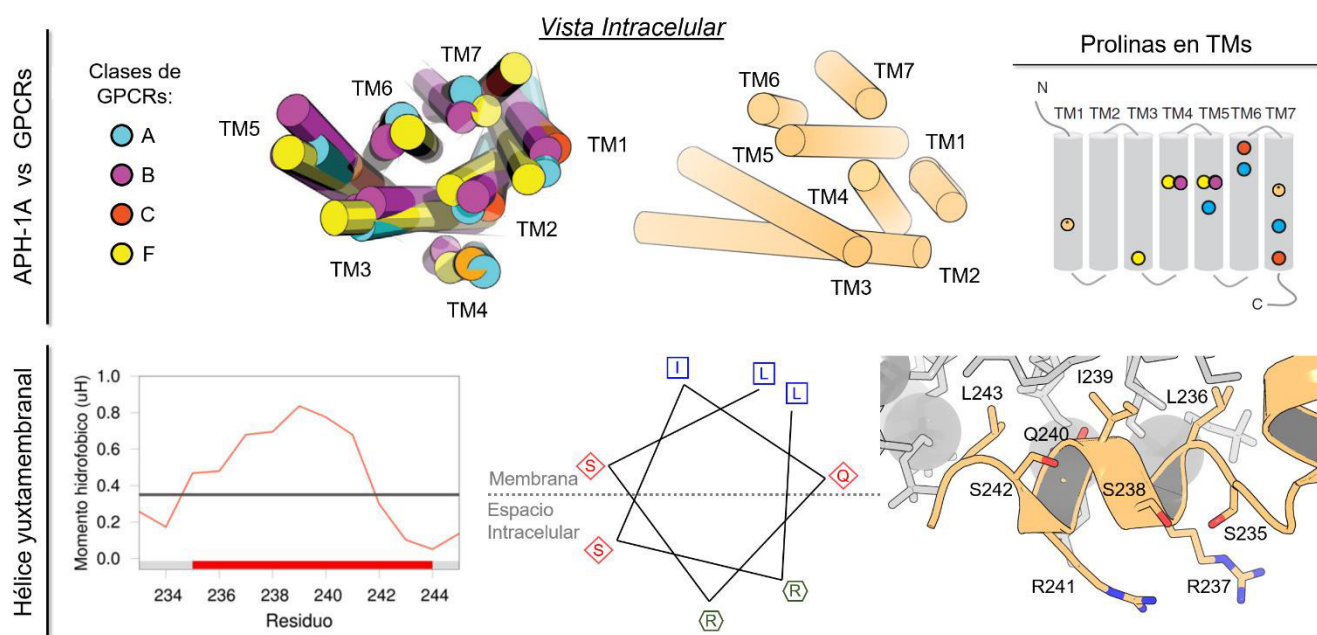 Vista Intracelular
APH-1A vs GPCRs
Clases de
GPCRs:
A
B
C
F
TM7
TM6
TM5
TM1
TM2
TM3
TM4
TM7
TM6
TM1
TM5
TM4
TM3
TM2
Prolinas en TMs
N
TM1 TM2 TM3 TM4 TM5 TM6 TM7
*
*
C
Hélice yuxtamembranal
Momento hidrofobico (uH)
1.0
0.8
0.6
0.4
0.2
0.0
234 236 238 240 242 244
Residuo
I
L
L
S
Q
Membrana
Espacio
Intracelular
S
R
R
L243
I239
L236
Q240
S242
S238
S235
R241
R237